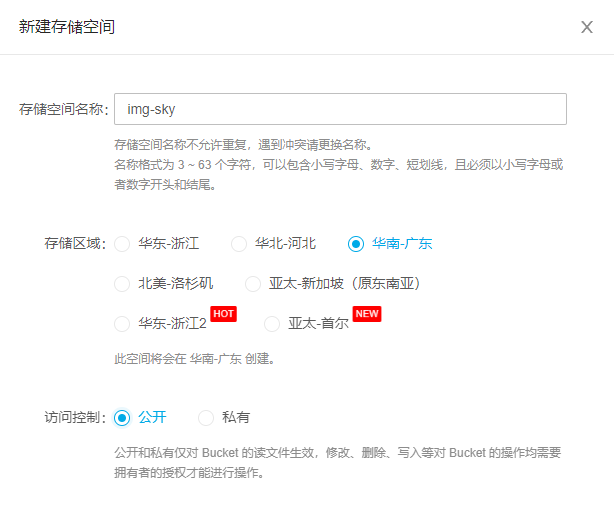 新建存储空间
存储空间名称: img-sky
存储空间名称不允许重复，遇到冲突请更换名称。
名称格式为 3 ~ 63 个字符，可以包含小写字母、数字、短划线，且必须以小写字母或
者数字开头和结尾。
存储区域: 华东-浙江 华北-河北 华南-广东
北美-洛杉矶 亚太-新加坡（原东南亚）
华东-浙江2 HOT 亚太-首尔 NEW
此空间将会在 华南-广东 创建。
访问控制: 公开 私有
公开和私有仅对 Bucket 的读文件生效，修改、删除、写入等对 Bucket 的操作均需要
拥有者的授权才能进行操作。